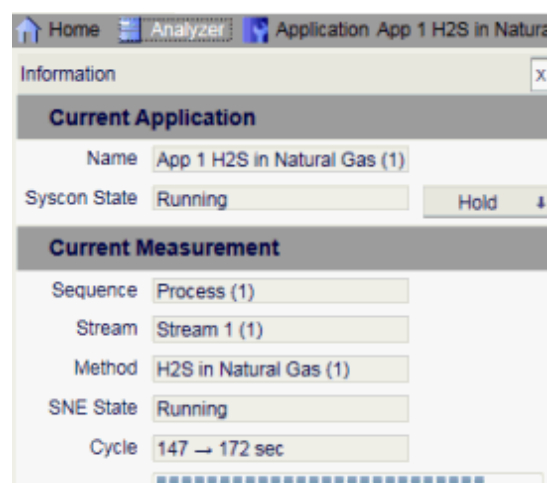 Home Analyzer Application App 1 H2S in Natura
Information x
Current Application
Name App 1 H2S in Natural Gas (1)
Syscon State Running Hold ↓
Current Measurement
Sequence Process (1)
Stream Stream 1 (1)
Method H2S in Natural Gas (1)
SNE State Running
Cycle 147 → 172 sec